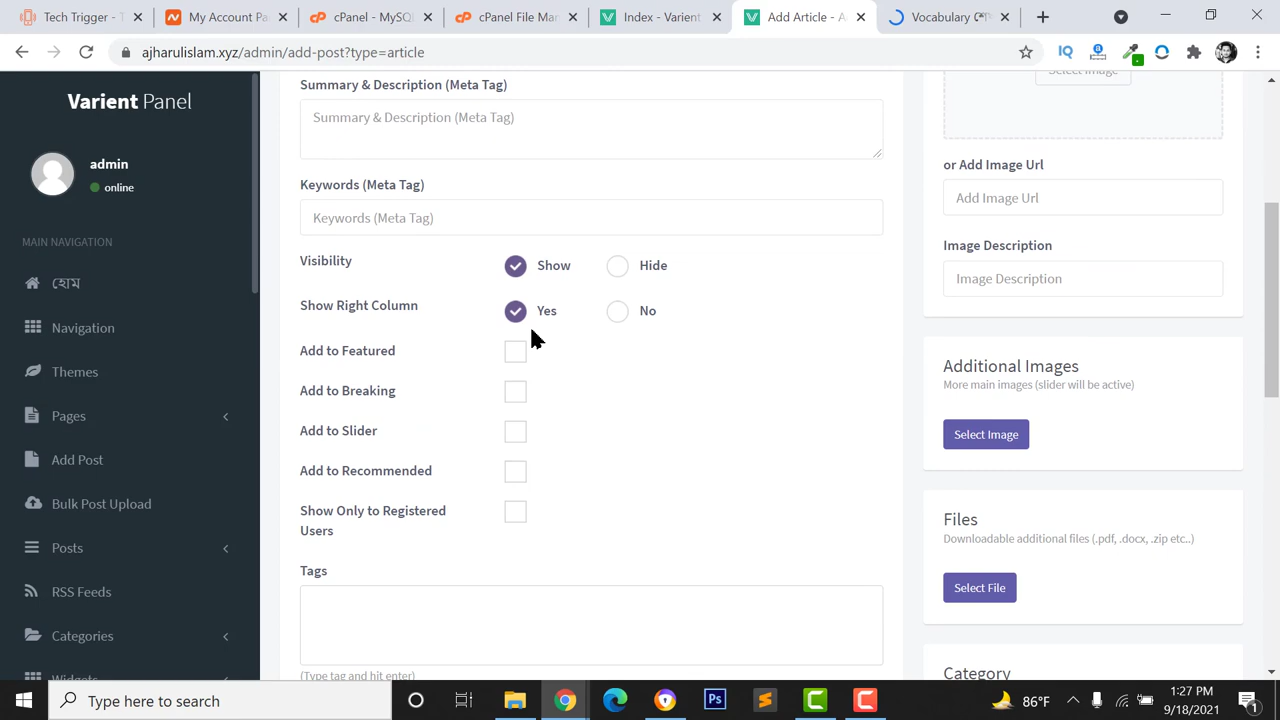 Tech Trigger -
My Account Pa
cPanel - MySQL
cPanel File Man
Index - Varient
Add Article - A
Vocabulary
ajharulislam.xyz/admin/add-post?type=article
Varient Panel
admin
online
MAIN NAVIGATION
হোম
Navigation
Themes
Pages
Add Post
Bulk Post Upload
Posts
RSS Feeds
Categories
Widgets
Summary & Description (Meta Tag)
Summary & Description (Meta Tag)
Keywords (Meta Tag)
Keywords (Meta Tag)
Visibility
Show
Hide
Show Right Column
Yes
No
Add to Featured
Add to Breaking
Add to Slider
Add to Recommended
Show Only to Registered
Users
Tags
(Type tag and hit enter)
Select Image
or Add Image Url
Add Image Url
Image Description
Image Description
Additional Images
More main images (slider will be active)
Select Image
Files
Downloadable additional files (.pdf, .docx, .zip etc..)
Select File
Category
Type here to search
Ps
86°F
1:27 PM
9/18/2021
1